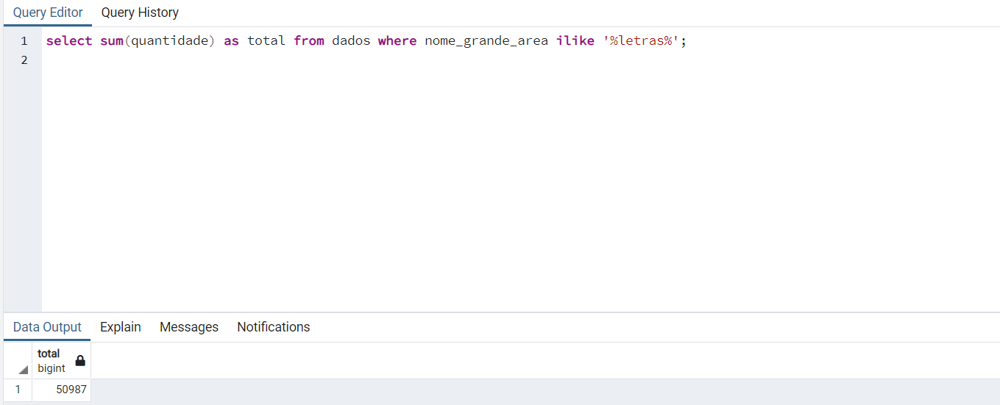 Query Editor Query History
1 select sum(quantidade) as total from dados where nome_grande_area ilike '%letras%';
2
Data Output Explain Messages Notifications
total
bigint
1 50987